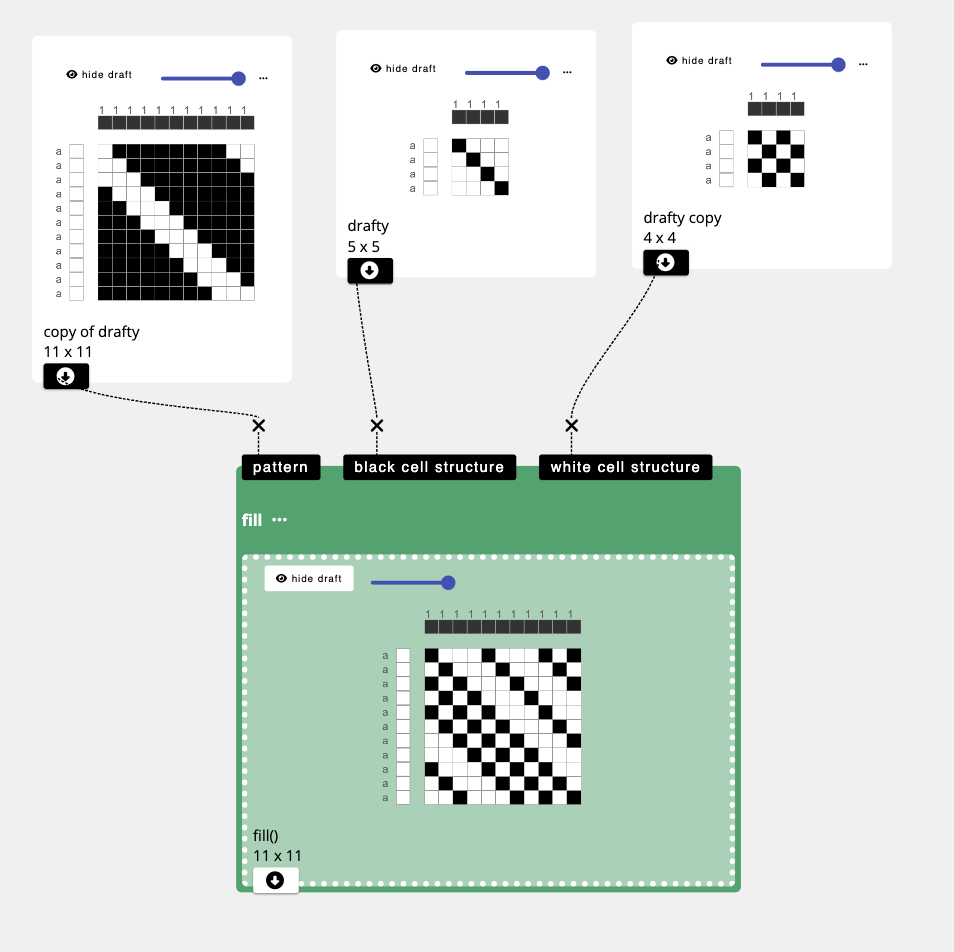 hide draft ...
1 1 1 1 1 1 1 1 1 1 1
a
a
a
a
a
a
a
a
a
a
a
copy of drafty
11 x 11
hide draft ...
1 1 1 1
a
a
a
a
drafty
5 x 5
hide draft ...
1 1 1 1
a
a
a
a
drafty copy
4 x 4
pattern
black cell structure
white cell structure
fill ...
hide draft
1 1 1 1 1 1 1 1 1 1 1
a
a
a
a
a
a
a
a
a
a
a
fill()
11 x 11